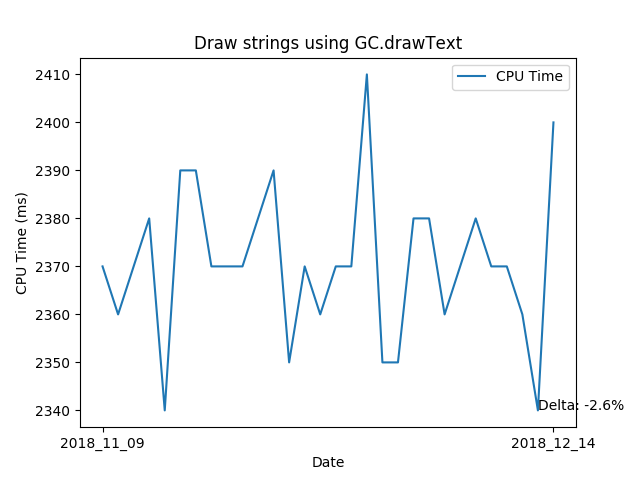 Draw strings using GC.drawText
CPU Time
2410
2400
2390
2380
2370
2360
2350
2340
CPU Time (ms)
Delta: -2.6%
2018_11_09
2018_12_14
Date